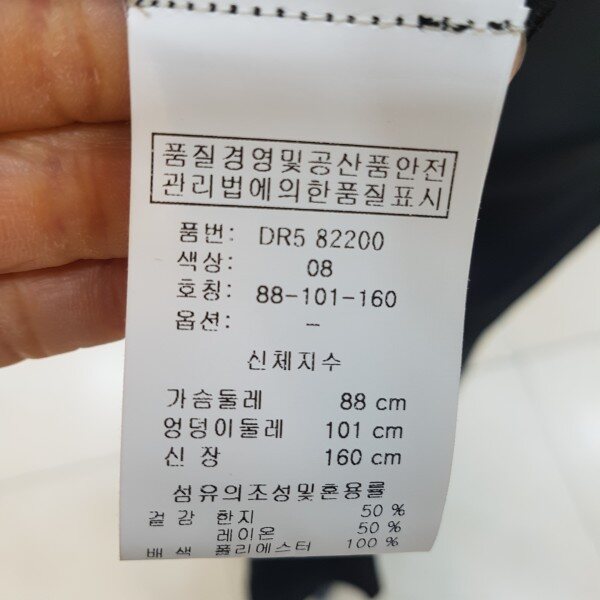 품질경영및공산품안전
관리법에의한품질표시
품번: DR5 82200
색상: 08
호칭: 88-101-160
옵션: -
신체지수
가슴둘레 88 cm
엉덩이둘레 101 cm
신 장 160 cm
섬유의조성및혼용률
겉감 한지 50 %
레이온 50 %
배색 폴리에스터 100 %